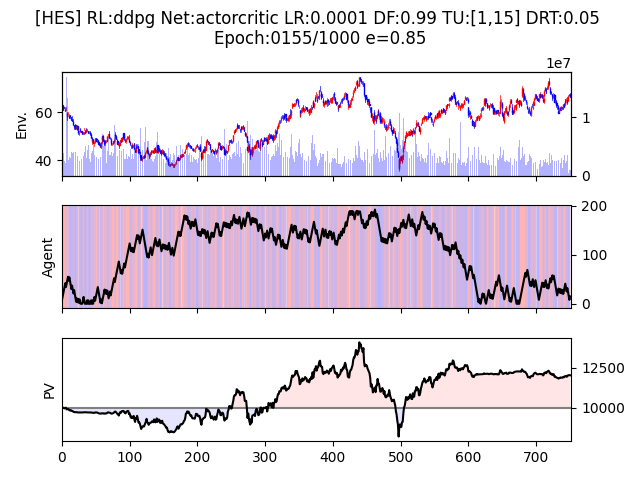 [HES] RL:ddpg Net:actorcritic LR:0.0001 DF:0.99 TU:[1,15] DRT:0.05
Epoch:0155/1000 e=0.85
1e7
Env.
60
40
1
0
Agent
200
100
0
PV
12500
10000
0 100 200 300 400 500 600 700